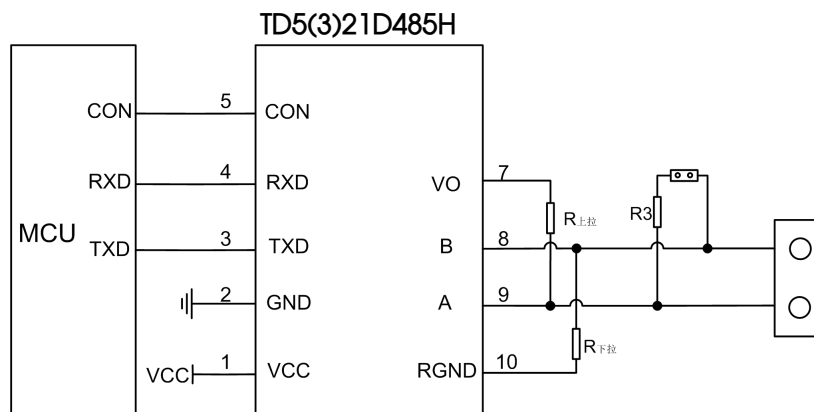 TD5(3)21D485H
CON 5 CON
RXD 4 RXD
VO 7
R上拉
R3
MCU
TXD 3 TXD
B 8
GND 2
A 9
R下拉
VCC 1 VCC
RGND 10